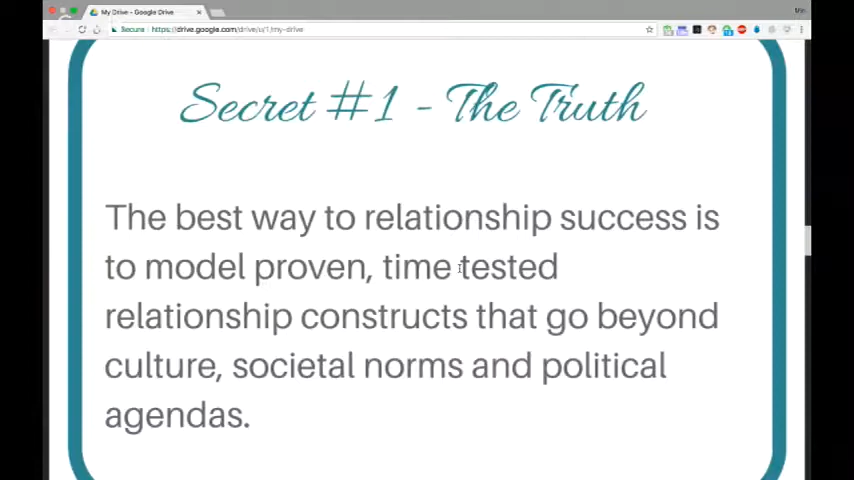 My Drive - Google Drive
Secure
https://drive.google.com/drive/u/1/my-drive
Secret #1 - The Truth
The best way to relationship success is
to model proven, time tested
relationship constructs that go beyond
culture, societal norms and political
agendas.